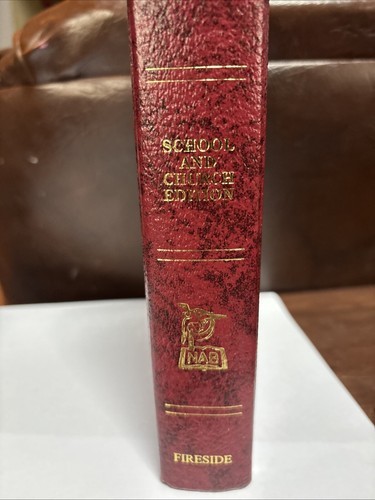 SCHOOL
AND
CHURCH
EDITION
NAB
FIRESIDE